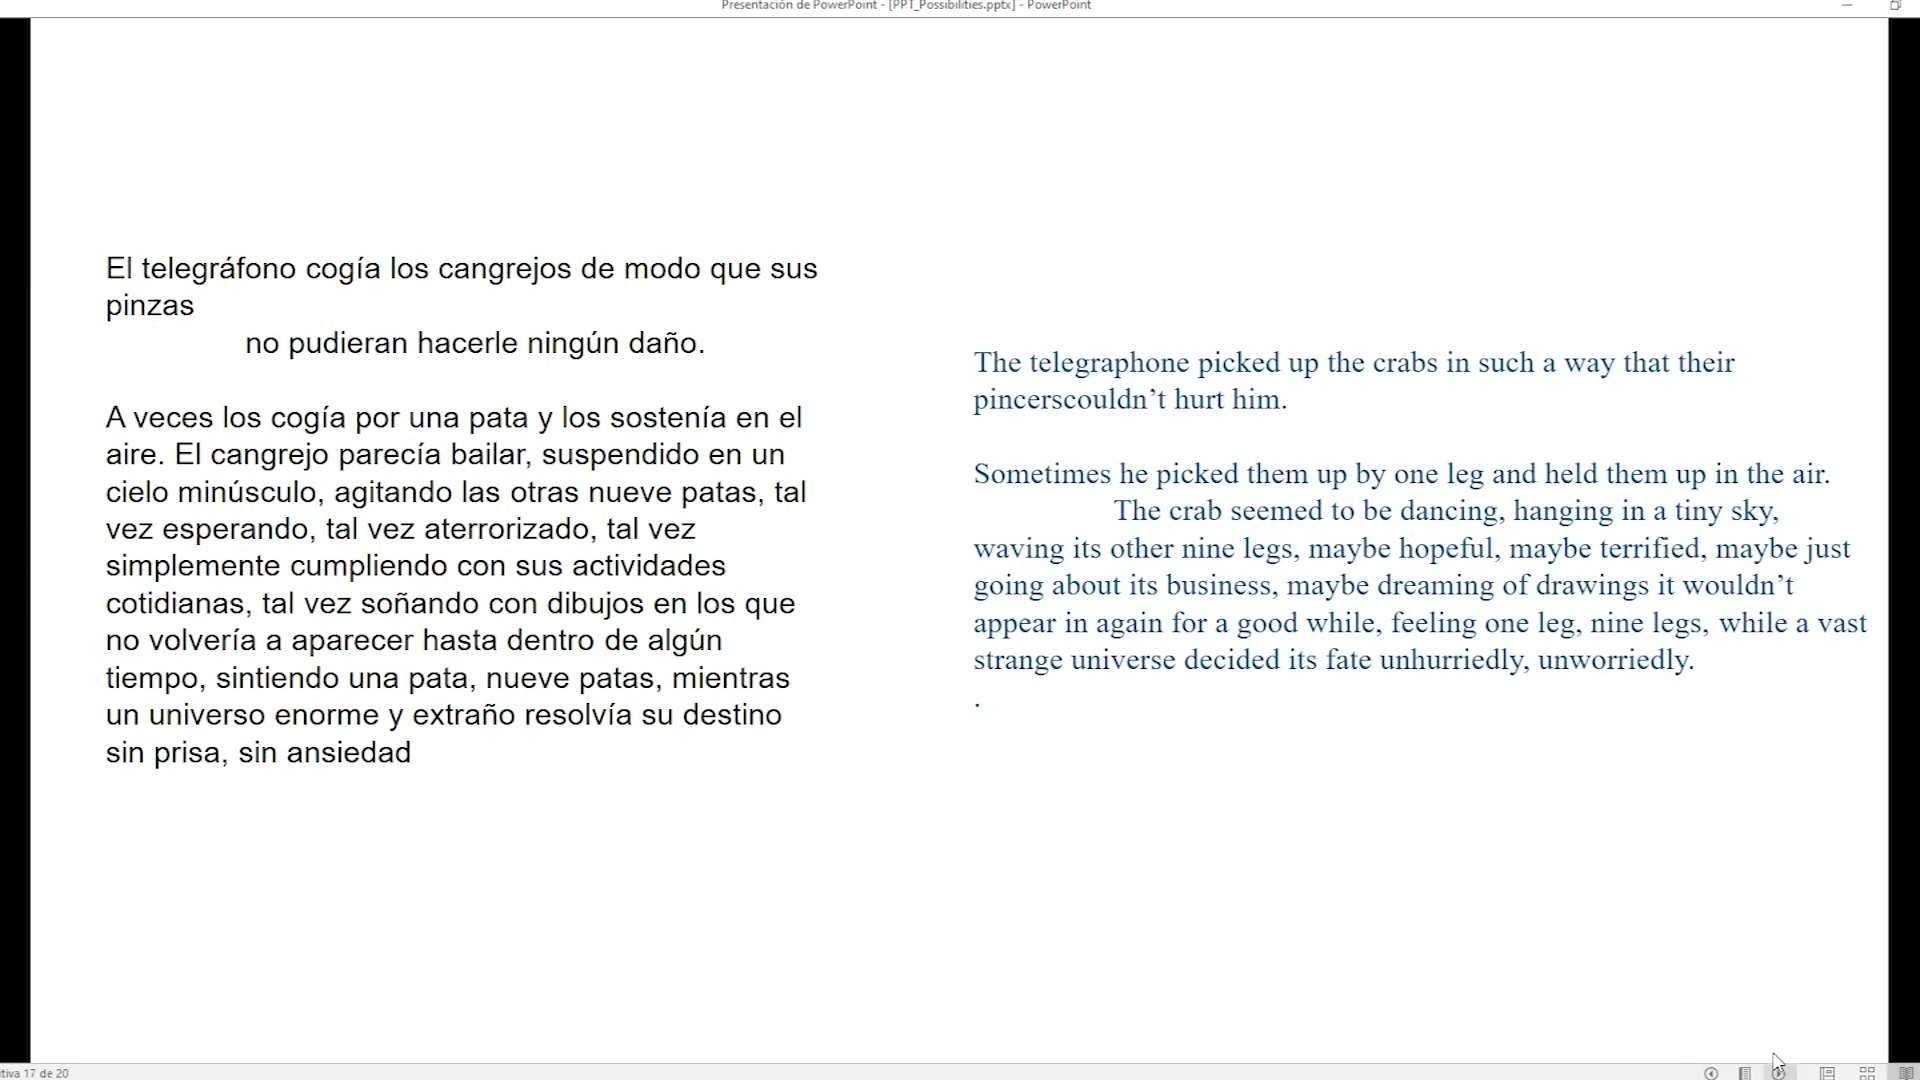 Presentación de PowerPoint - [PPT_Possibilities.pptx] - PowerPoint
El telegráfono cogía los cangrejos de modo que sus
pinzas
no pudieran hacerle ningún daño.
A veces los cogía por una pata y los sostenía en el
aire. El cangrejo parecía bailar, suspendido en un
cielo minúsculo, agitando las otras nueve patas, tal
vez esperando, tal vez aterrorizado, tal vez
simplemente cumpliendo con sus actividades
cotidianas, tal vez soñando con dibujos en los que
no volvería a aparecer hasta dentro de algún
tiempo, sintiendo una pata, nueve patas, mientras
un universo enorme y extraño resolvía su destino
sin prisa, sin ansiedad
The telegraphone picked up the crabs in such a way that their
pincerscouldn’t hurt him.
Sometimes he picked them up by one leg and held them up in the air.
The crab seemed to be dancing, hanging in a tiny sky,
waving its other nine legs, maybe hopeful, maybe terrified, maybe just
going about its business, maybe dreaming of drawings it wouldn’t
appear in again for a good while, feeling one leg, nine legs, while a vast
strange universe decided its fate unhurriedly, unworriedly.
.
tiva 17 de 20